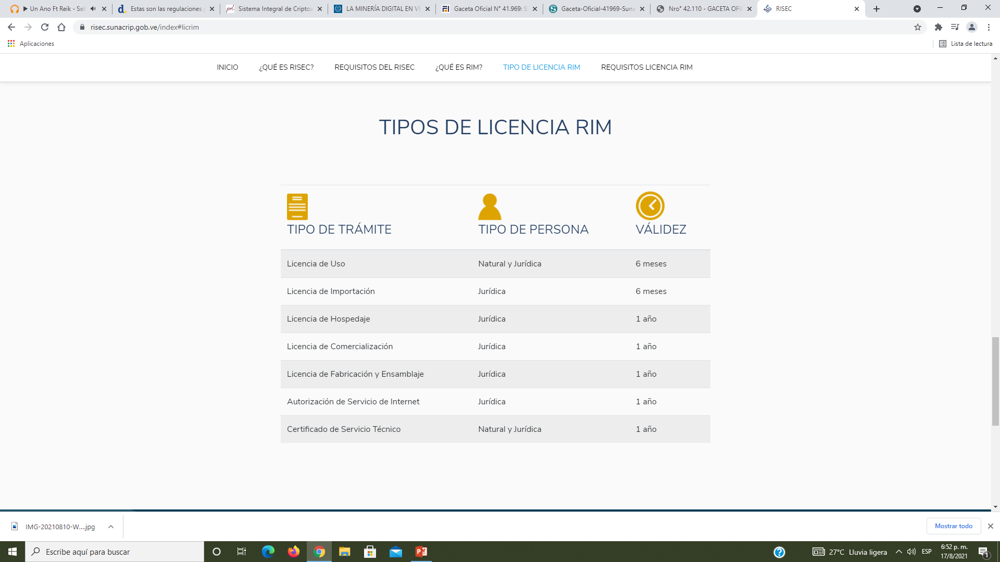 Un Ano Ft Reik - Seb
Estas son las regulaciones p
Sistema Integral de Criptoa
LA MINERÍA DIGITAL EN VE
Gaceta Oficial N° 41.969: S
Gaceta-Oficial-41969-Suna
Nro° 42.110 - GACETA OFIC
RISEC
risec.sunacrip.gob.ve/index#licrim
Aplicaciones
Lista de lectura
INICIO
¿QUÉ ES RISEC?
REQUISITOS DEL RISEC
¿QUÉ ES RIM?
TIPO DE LICENCIA RIM
REQUISITOS LICENCIA RIM
TIPOS DE LICENCIA RIM
TIPO DE TRÁMITE TIPO DE PERSONA VÁLIDEZ
Licencia de Uso Natural y Jurídica 6 meses
Licencia de Importación Jurídica 6 meses
Licencia de Hospedaje Jurídica 1 año
Licencia de Comercialización Jurídica 1 año
Licencia de Fabricación y Ensamblaje Jurídica 1 año
Autorización de Servicio de Internet Jurídica 1 año
Certificado de Servicio Técnico Natural y Jurídica 1 año
IMG-20210810-W....jpg
Mostrar todo
Escribe aquí para buscar
27°C Lluvia ligera
ESP
6:52 p. m.
17/8/2021
1